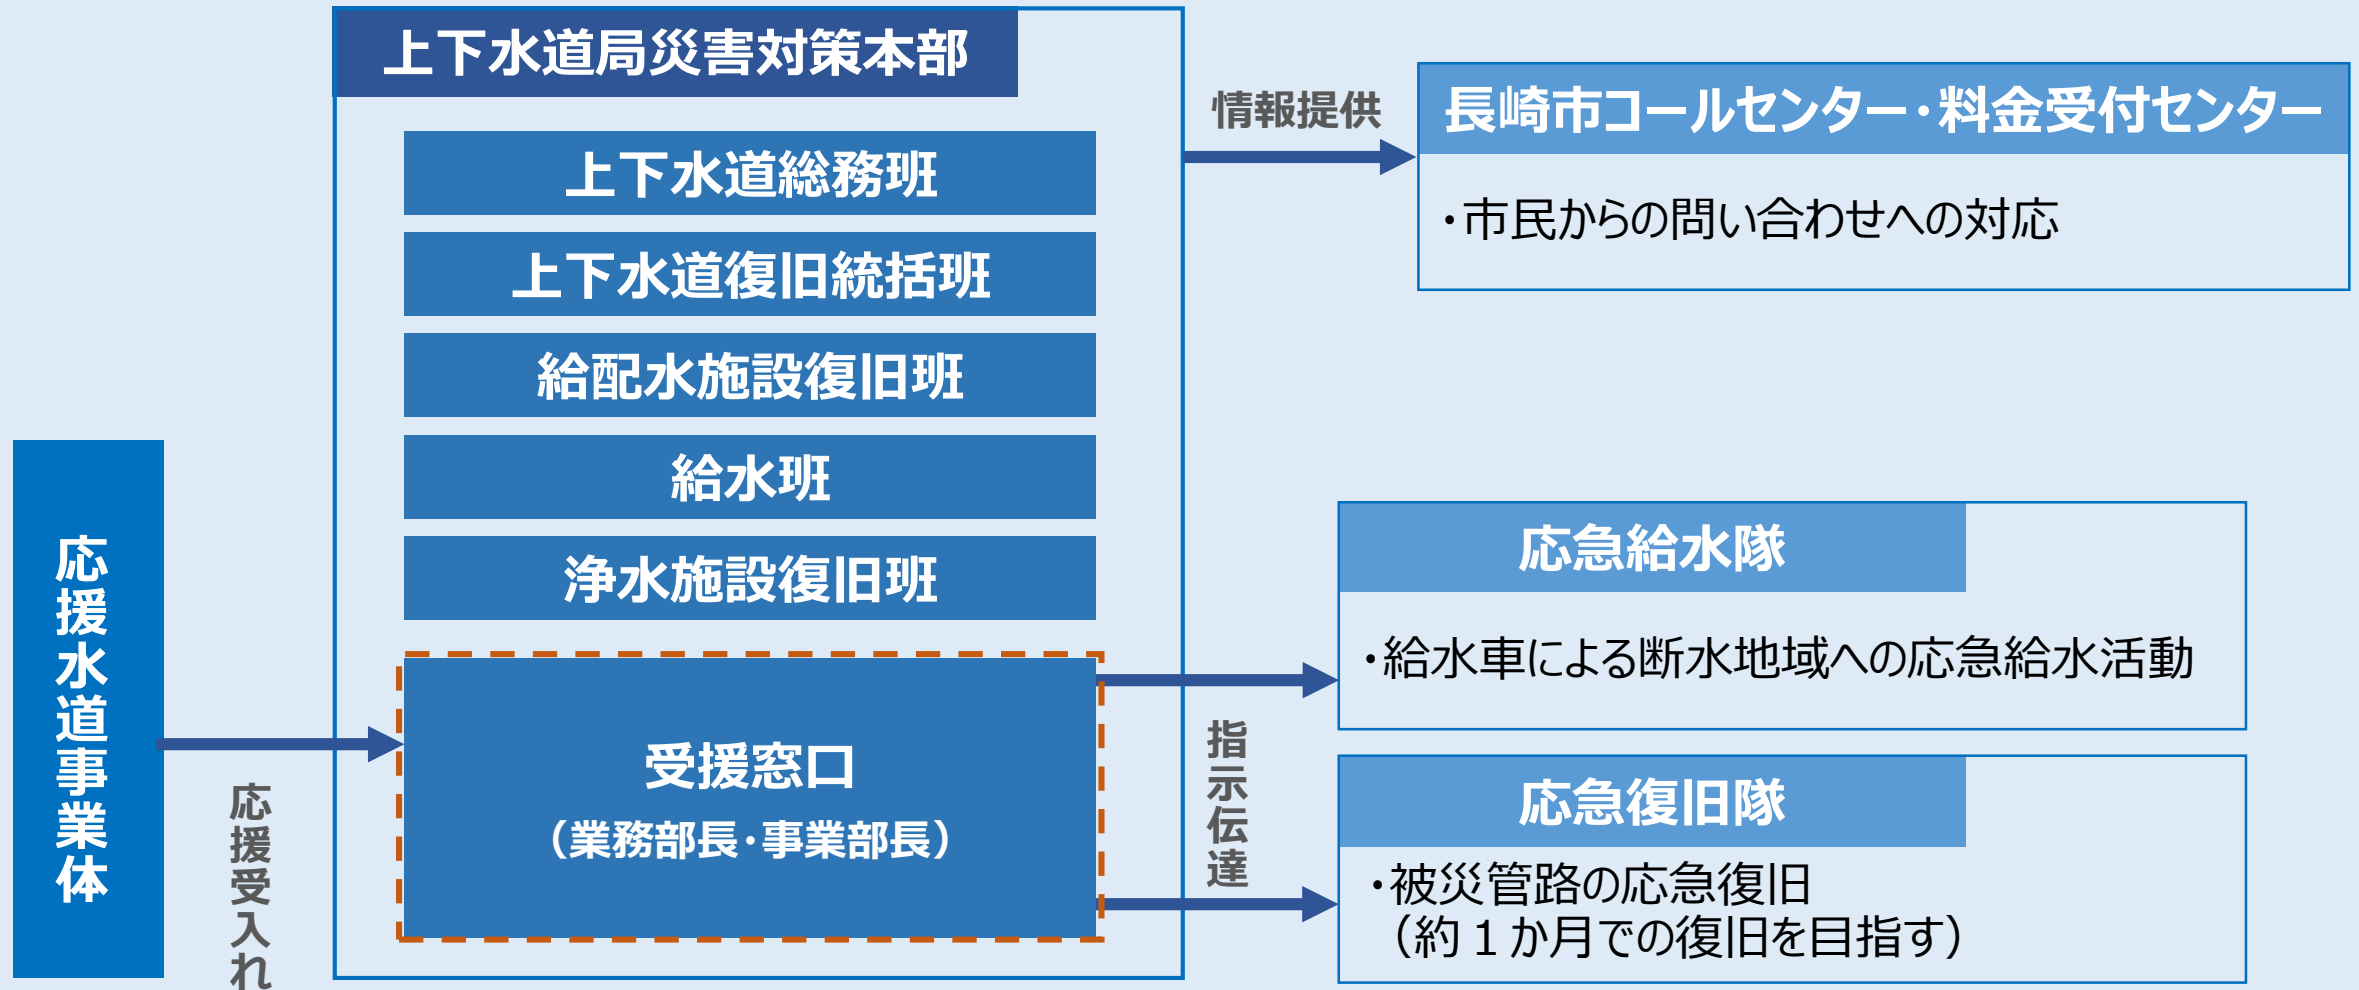 上下水道局災害対策本部
上下水道総務班
上下水道復旧統括班
給配水施設復旧班
給水班
浄水施設復旧班
受援窓口
（業務部長・事業部長）
応援水道事業体
応援受入れ
情報提供
長崎市コールセンター・料金受付センター
・市民からの問い合わせへの対応
指示伝達
応急給水隊
・給水車による断水地域への応急給水活動
応急復旧隊
・被災管路の応急復旧
（約１か月での復旧を目指す）